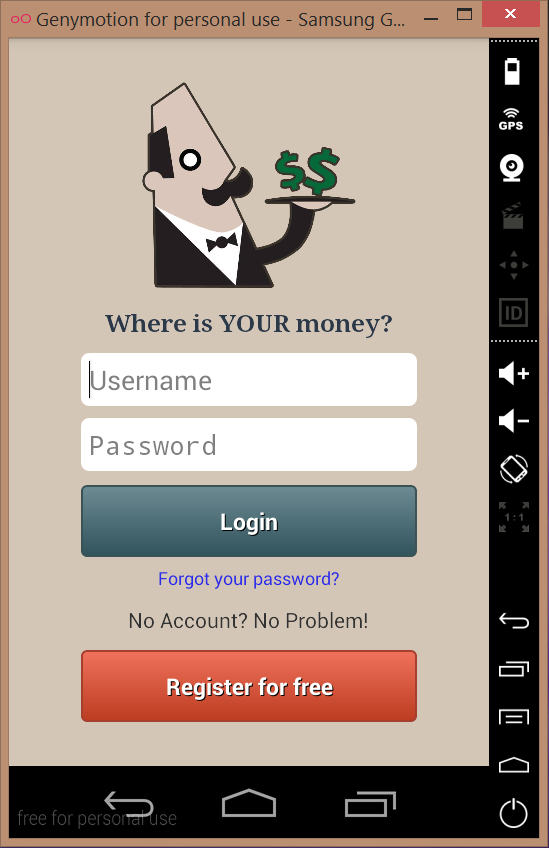 Genymotion for personal use - Samsung G...
GPS
$$
ID
Where is YOUR money?
Username
Password
Login
1:1
Forgot your password?
No Account? No Problem!
Register for free
free for personal use